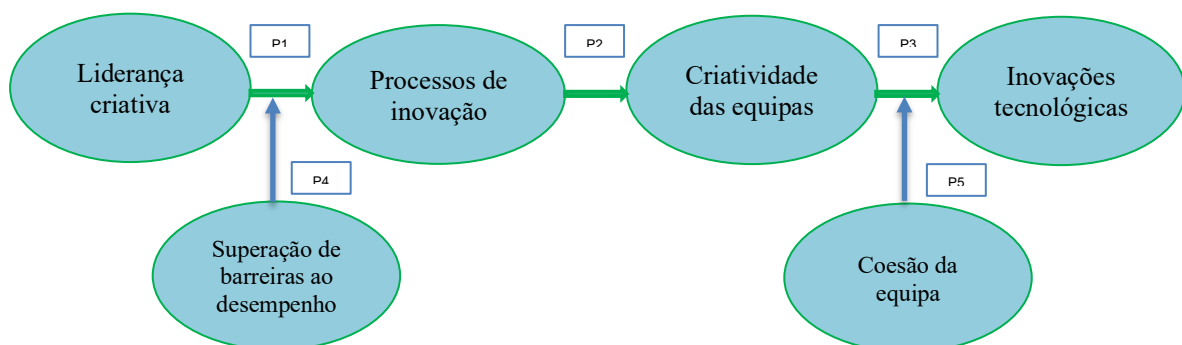 P1
P2
P3
Liderança
criativa
Processos de
inovação
Criatividade
das equipas
Inovações
tecnológicas
P4
P5
Superação de
barreiras ao
desempenho
Coesão da
equipa